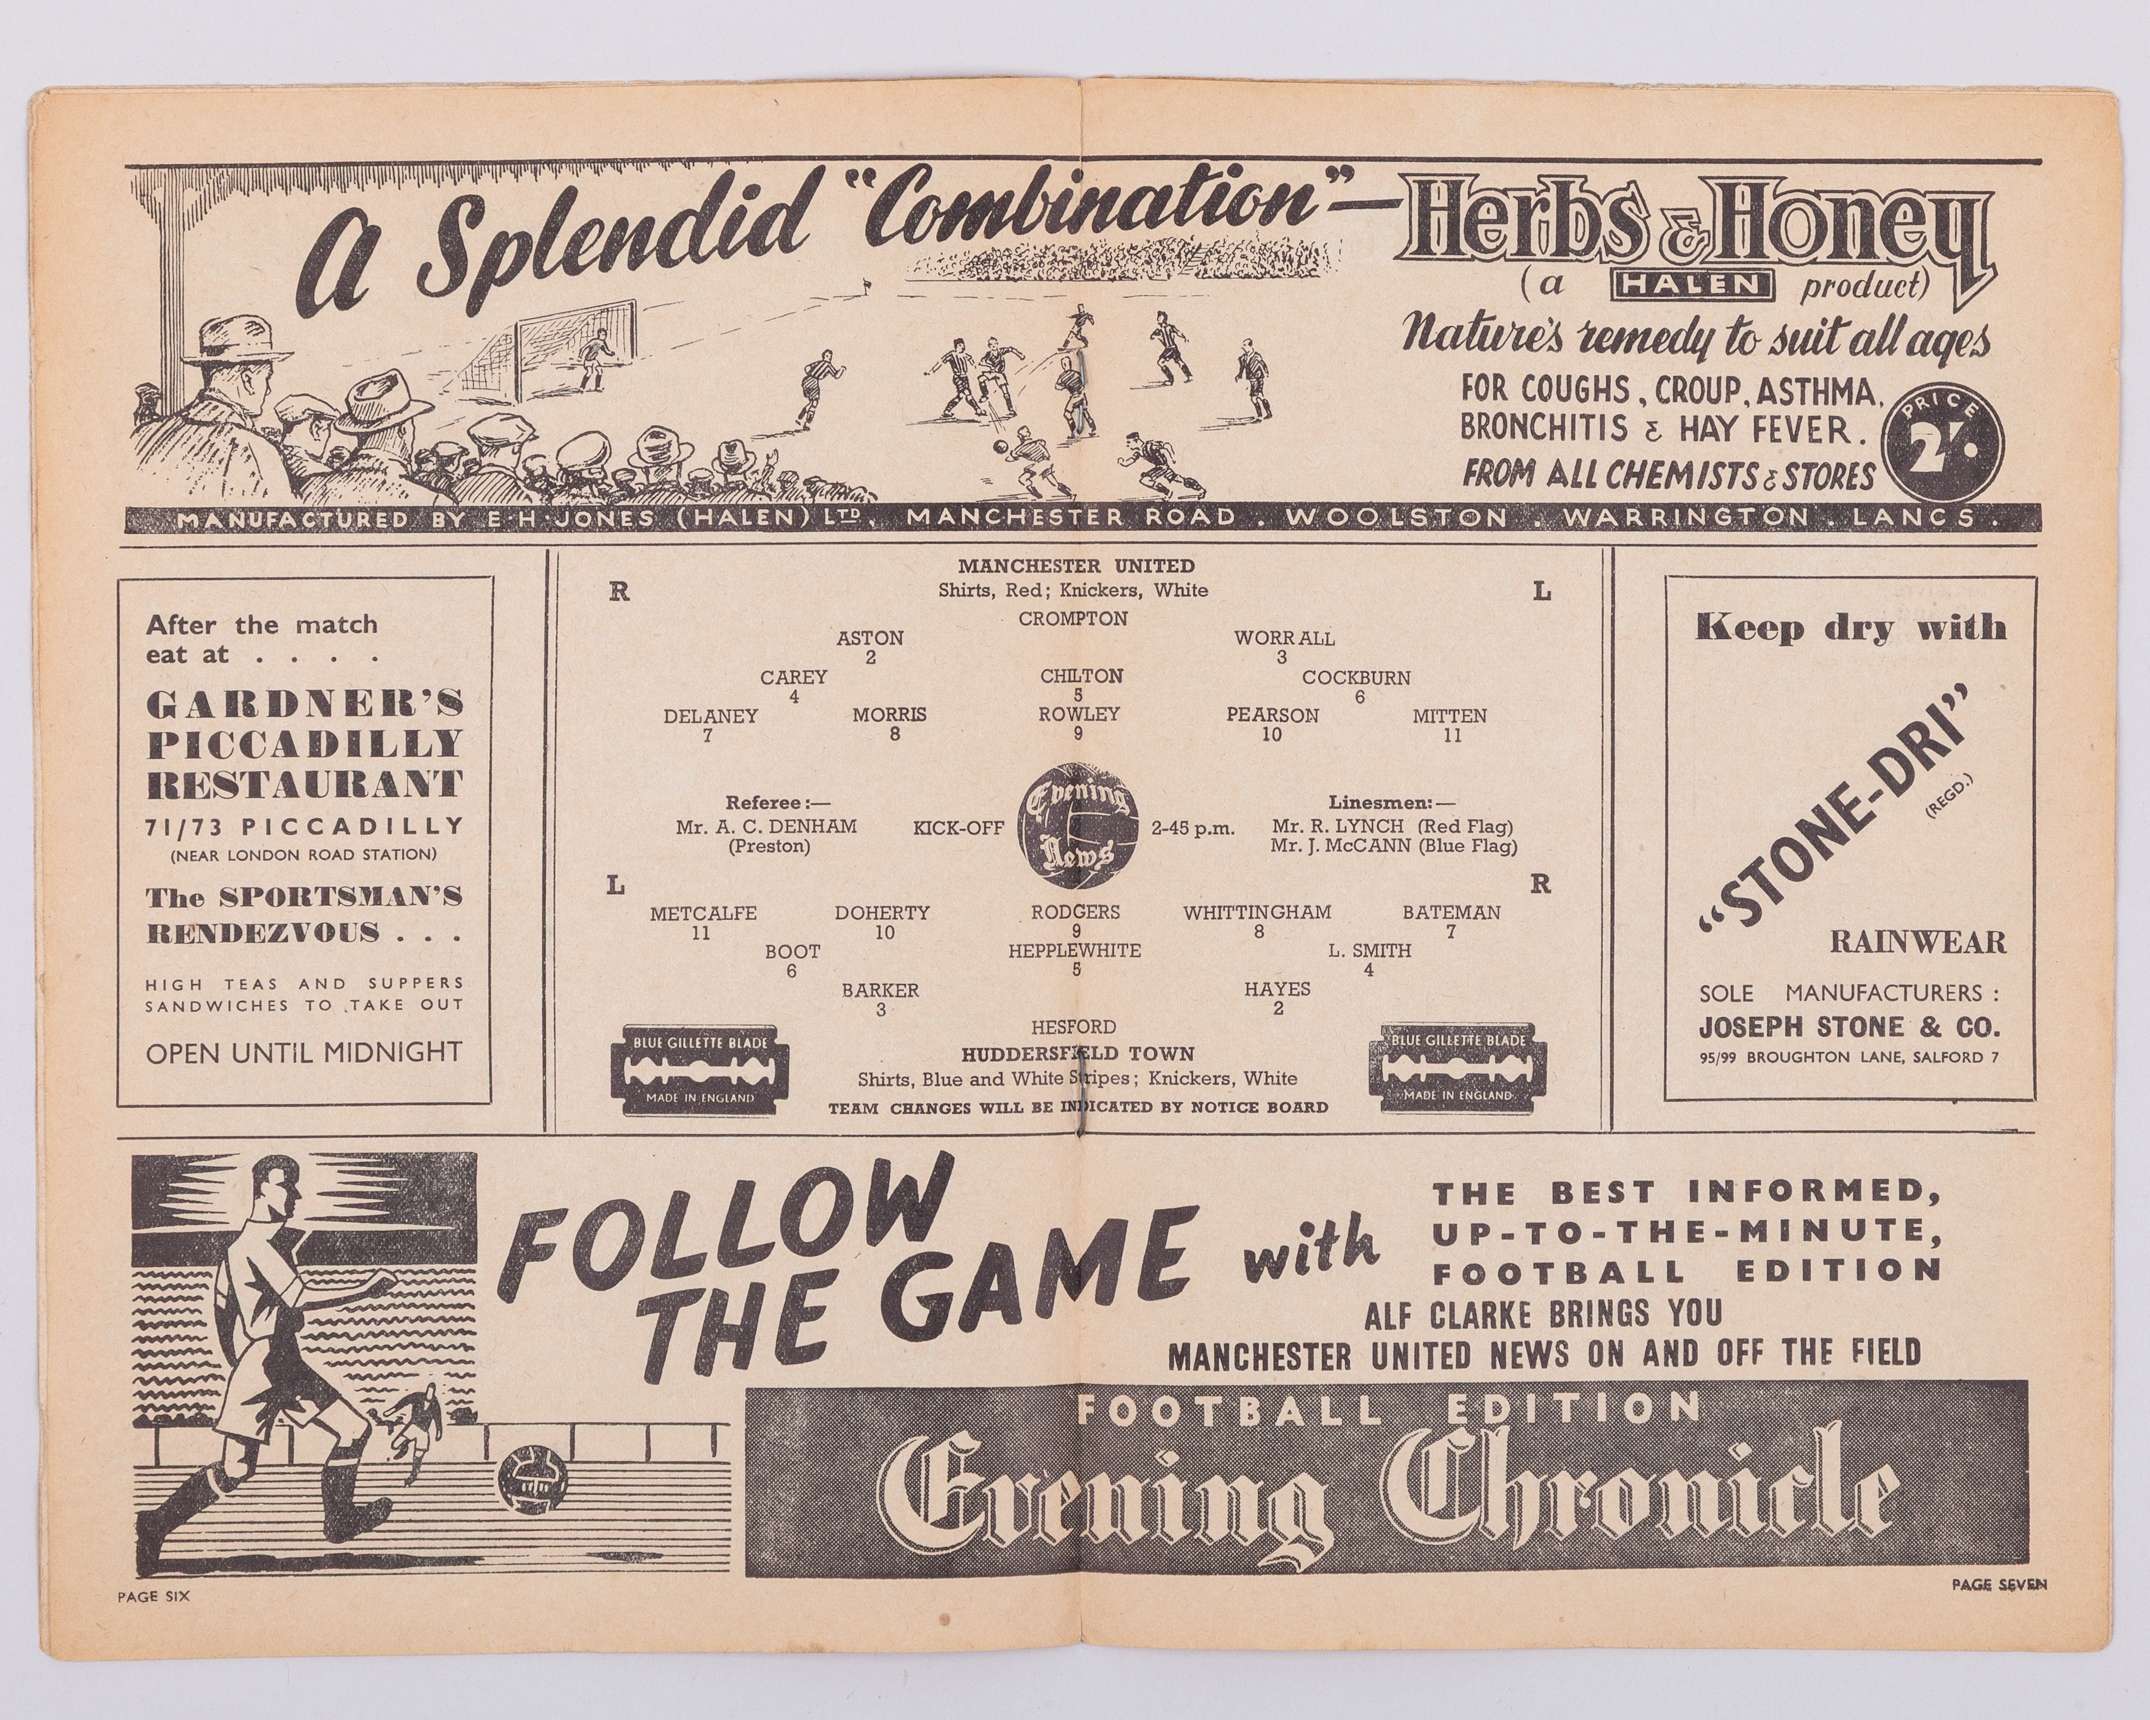 A Splendid "Combination"—Herbs & Honey
(a HALEN product)
Nature's remedy to suit all ages
FOR COUGHS, CROUP, ASTHMA,
BRONCHITIS & HAY FEVER.
FROM ALL CHEMISTS & STORES
PRICE
2/-
MANUFACTURED BY E·H·JONES (HALEN) LTD, MANCHESTER ROAD . WOOLSTON . WARRINGTON . LANCS .
After the match
eat at . . . .
GARDNER'S
PICCADILLY
RESTAURANT
71/73 PICCADILLY
(NEAR LONDON ROAD STATION)
The SPORTSMAN'S
RENDEZVOUS . . .
HIGH TEAS AND SUPPERS
SANDWICHES TO TAKE OUT
OPEN UNTIL MIDNIGHT
MANCHESTER UNITED
R Shirts, Red; Knickers, White L
CROMPTON
ASTON WORRALL
2 3
CAREY CHILTON COCKBURN
4 5 6
DELANEY MORRIS ROWLEY PEARSON MITTEN
7 8 9 10 11
Referee:— Linesmen:—
Mr. A. C. DENHAM KICK-OFF Evening News 2-45 p.m. Mr. R. LYNCH (Red Flag)
(Preston) Mr. J. McCANN (Blue Flag)
L R
METCALFE DOHERTY RODGERS WHITTINGHAM BATEMAN
11 10 9 8 7
BOOT HEPPLEWHITE L. SMITH
6 5 4
BARKER HAYES
3 2
HESFORD
HUDDERSFIELD TOWN
Shirts, Blue and White Stripes; Knickers, White
TEAM CHANGES WILL BE INDICATED BY NOTICE BOARD
BLUE GILLETTE BLADE
MADE IN ENGLAND
BLUE GILLETTE BLADE
MADE IN ENGLAND
Keep dry with
"STONE-DRI"
(REGD.)
RAINWEAR
SOLE MANUFACTURERS :
JOSEPH STONE & CO.
95/99 BROUGHTON LANE, SALFORD 7
FOLLOW
THE GAME with
THE BEST INFORMED,
UP-TO-THE-MINUTE,
FOOTBALL EDITION
ALF CLARKE BRINGS YOU
MANCHESTER UNITED NEWS ON AND OFF THE FIELD
FOOTBALL EDITION
Evening Chronicle
PAGE SIX
PAGE SEVEN